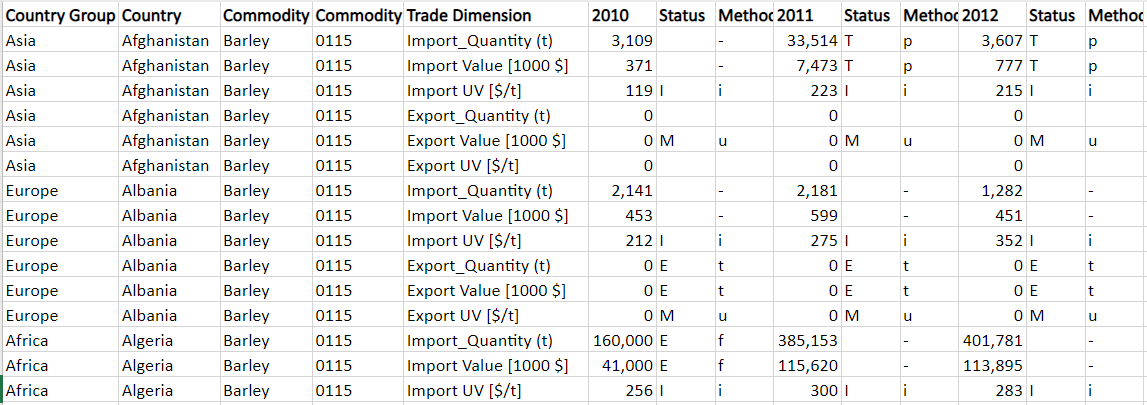 Country Group Country Commodity Commodity Trade Dimension 2010 Status Method 2011 Status Method 2012 Status Method
Asia Afghanistan Barley 0115 Import_Quantity (t) 3,109 - 33,514 T p 3,607 T p
Asia Afghanistan Barley 0115 Import Value [1000 $] 371 - 7,473 T p 777 T p
Asia Afghanistan Barley 0115 Import UV [$/t] 119 I i 223 I i 215 I i
Asia Afghanistan Barley 0115 Export_Quantity (t) 0 0 0
Asia Afghanistan Barley 0115 Export Value [1000 $] 0 M u 0 M u 0 M u
Asia Afghanistan Barley 0115 Export UV [$/t] 0 0 0
Europe Albania Barley 0115 Import_Quantity (t) 2,141 - 2,181 - 1,282 -
Europe Albania Barley 0115 Import Value [1000 $] 453 - 599 - 451 -
Europe Albania Barley 0115 Import UV [$/t] 212 I i 275 I i 352 I i
Europe Albania Barley 0115 Export_Quantity (t) 0 E t 0 E t 0 E t
Europe Albania Barley 0115 Export Value [1000 $] 0 E t 0 E t 0 E t
Europe Albania Barley 0115 Export UV [$/t] 0 M u 0 M u 0 M u
Africa Algeria Barley 0115 Import_Quantity (t) 160,000 E f 385,153 - 401,781 -
Africa Algeria Barley 0115 Import Value [1000 $] 41,000 E f 115,620 - 113,895 -
Africa Algeria Barley 0115 Import UV [$/t] 256 I i 300 I i 283 I i